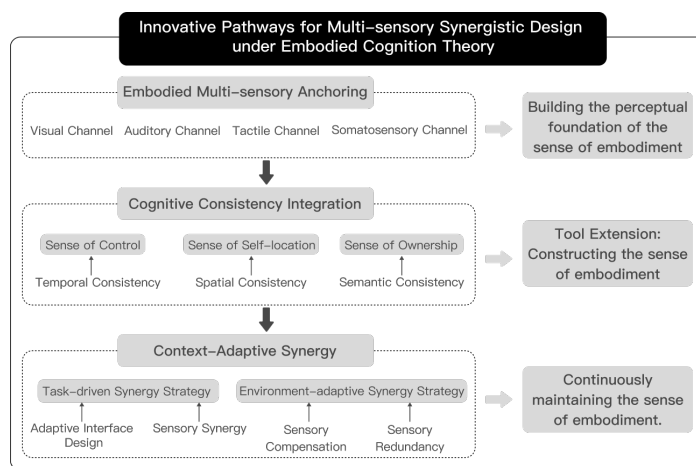 Innovative Pathways for Multi-sensory Synergistic Design
under Embodied Cognition Theory
Embodied Multi-sensory Anchoring
Visual Channel Auditory Channel Tactile Channel Somatosensory Channel
Building the perceptual
foundation of the
sense of embodiment
Cognitive Consistency Integration
Sense of Control Sense of Self-location Sense of Ownership
Temporal Consistency Spatial Consistency Semantic Consistency
Tool Extension:
Constructing the sense
of embodiment
Context-Adaptive Synergy
Task-driven Synergy Strategy Environment-adaptive Synergy Strategy
Adaptive Interface
Design
Sensory Synergy
Sensory
Compensation
Sensory
Redundancy
Continuously
maintaining the sense
of embodiment.